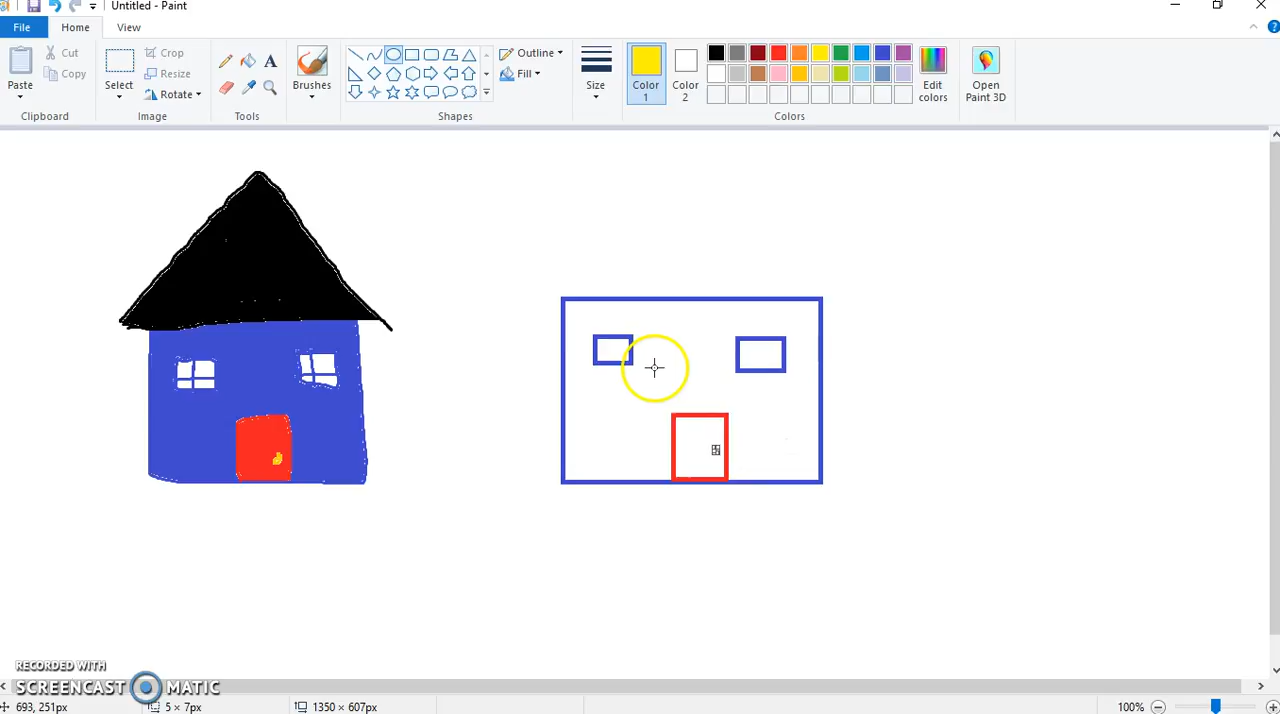 Untitled - Paint
File Home View
Paste
Cut
Copy
Clipboard
Select
Crop
Resize
Rotate
Image
Tools
Brushes
Shapes
Outline
Fill
Size
Color 1
Color 2
Colors
Edit colors
Open Paint 3D
RECORDED WITH
SCREENCAST MATIC
693, 251px 5 × 7px 1350 × 607px 100%